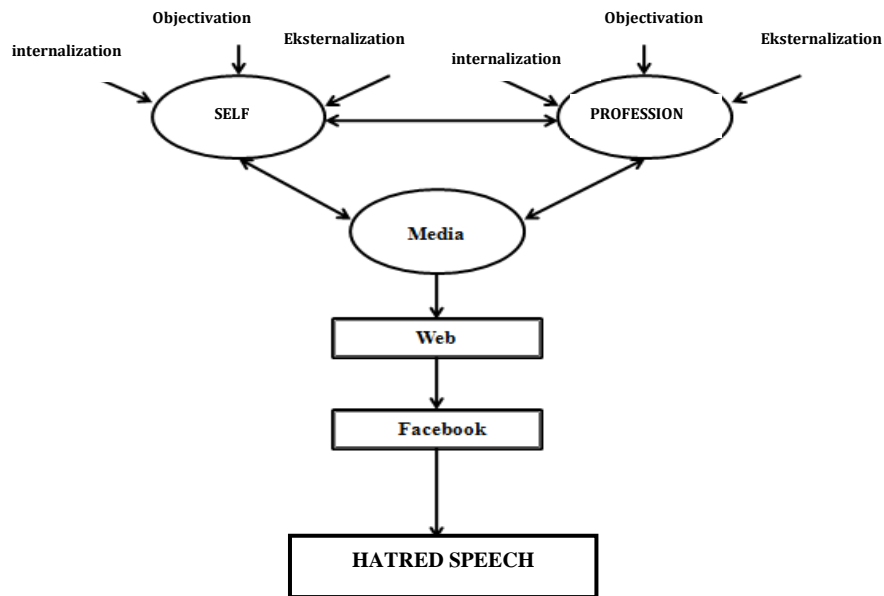 Objectivation
internalization
Eksternalization
SELF
Objectivation
internalization
Eksternalization
PROFESSION
Media
Web
Facebook
HATRED SPEECH